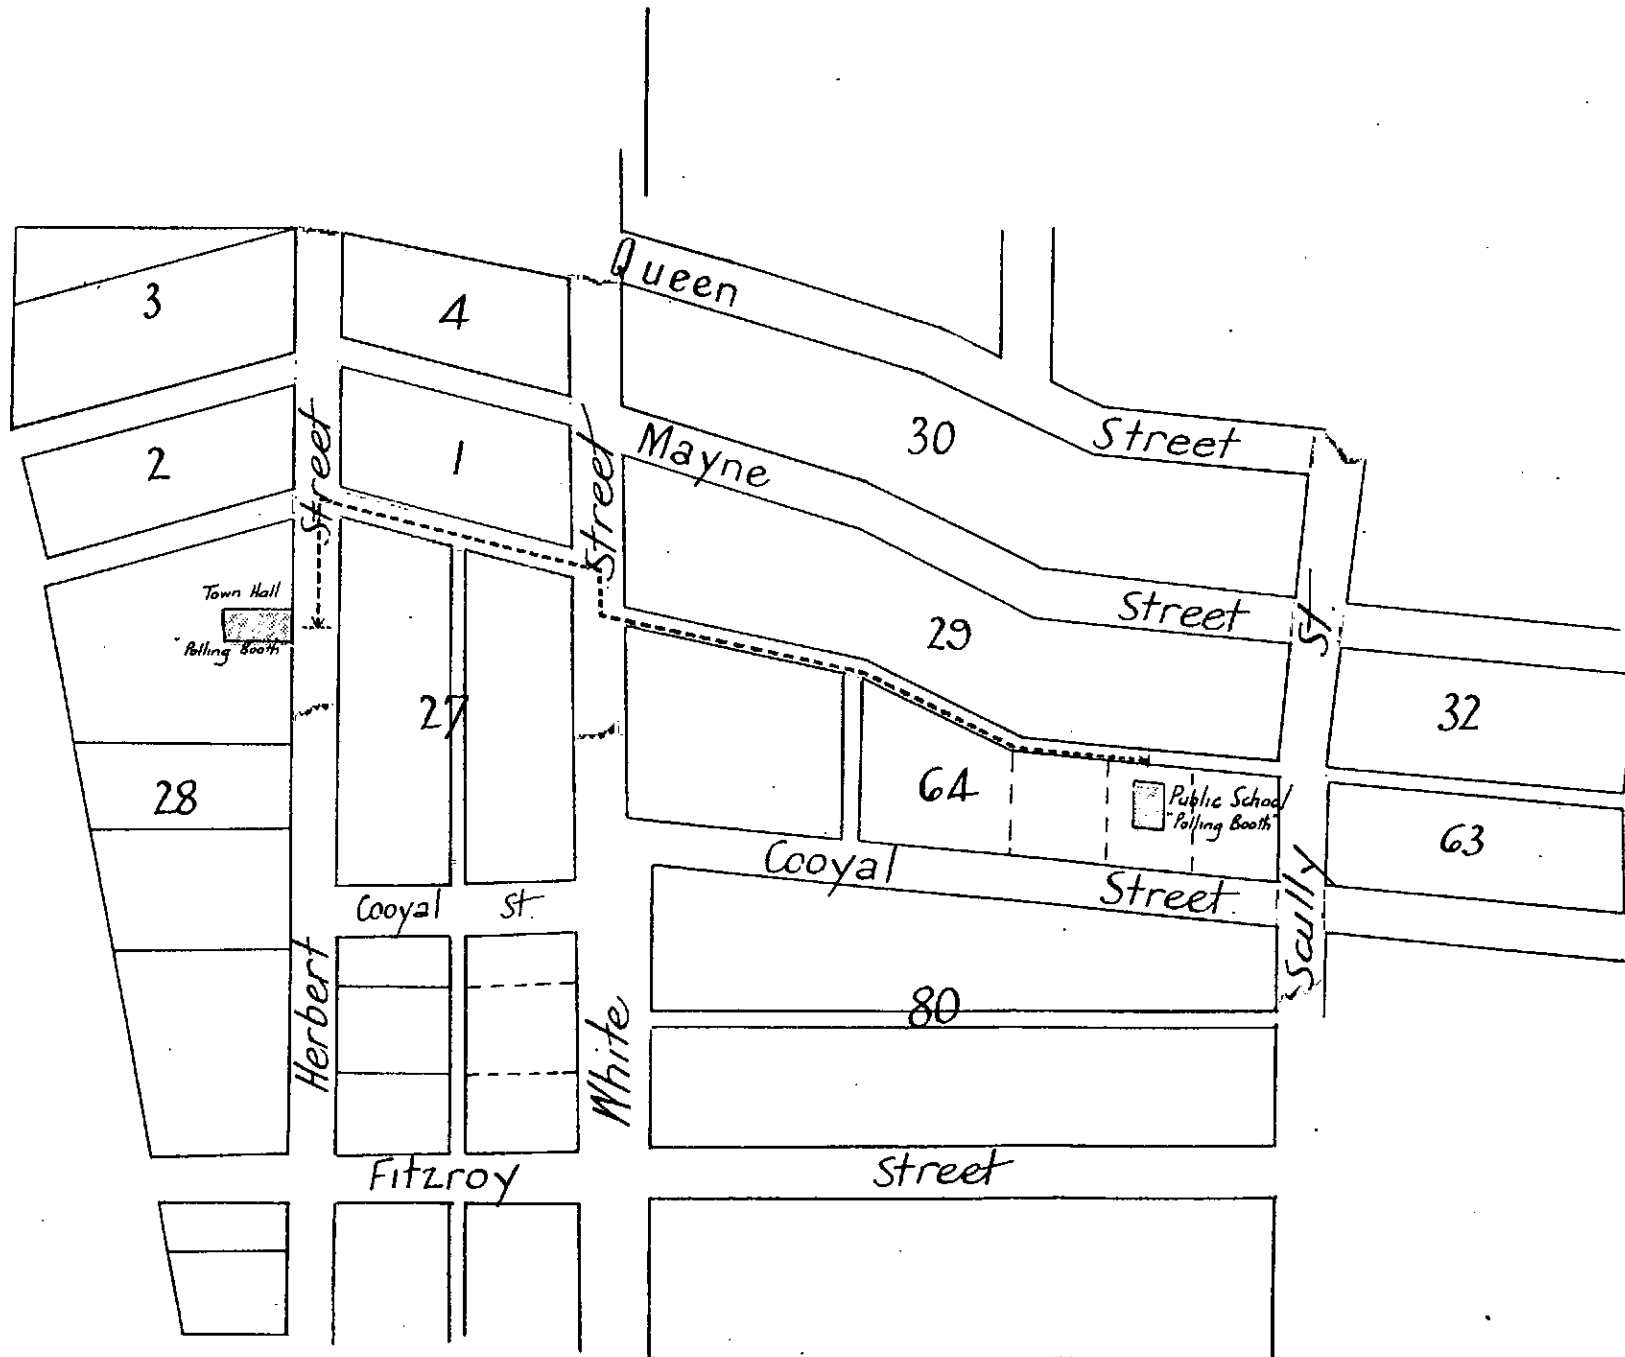 Queen Street
3
4
30
Mayne Street
2
1
Town Hall
"Polling Booth"
29
32
27
28
64
Public School
"Polling Booth"
63
Cooyal Street
Cooyal St.
80
Herbert Street
White Street
Scully St.
Fitzroy Street